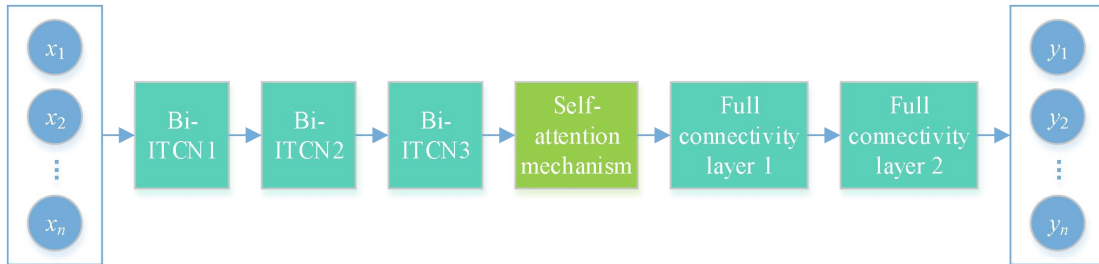 x1
x2
⋮
xn
Bi-
ITCN1
Bi-
ITCN2
Bi-
ITCN3
Self-
attention
mechanism
Full
connectivity
layer 1
Full
connectivity
layer 2
y1
y2
⋮
yn